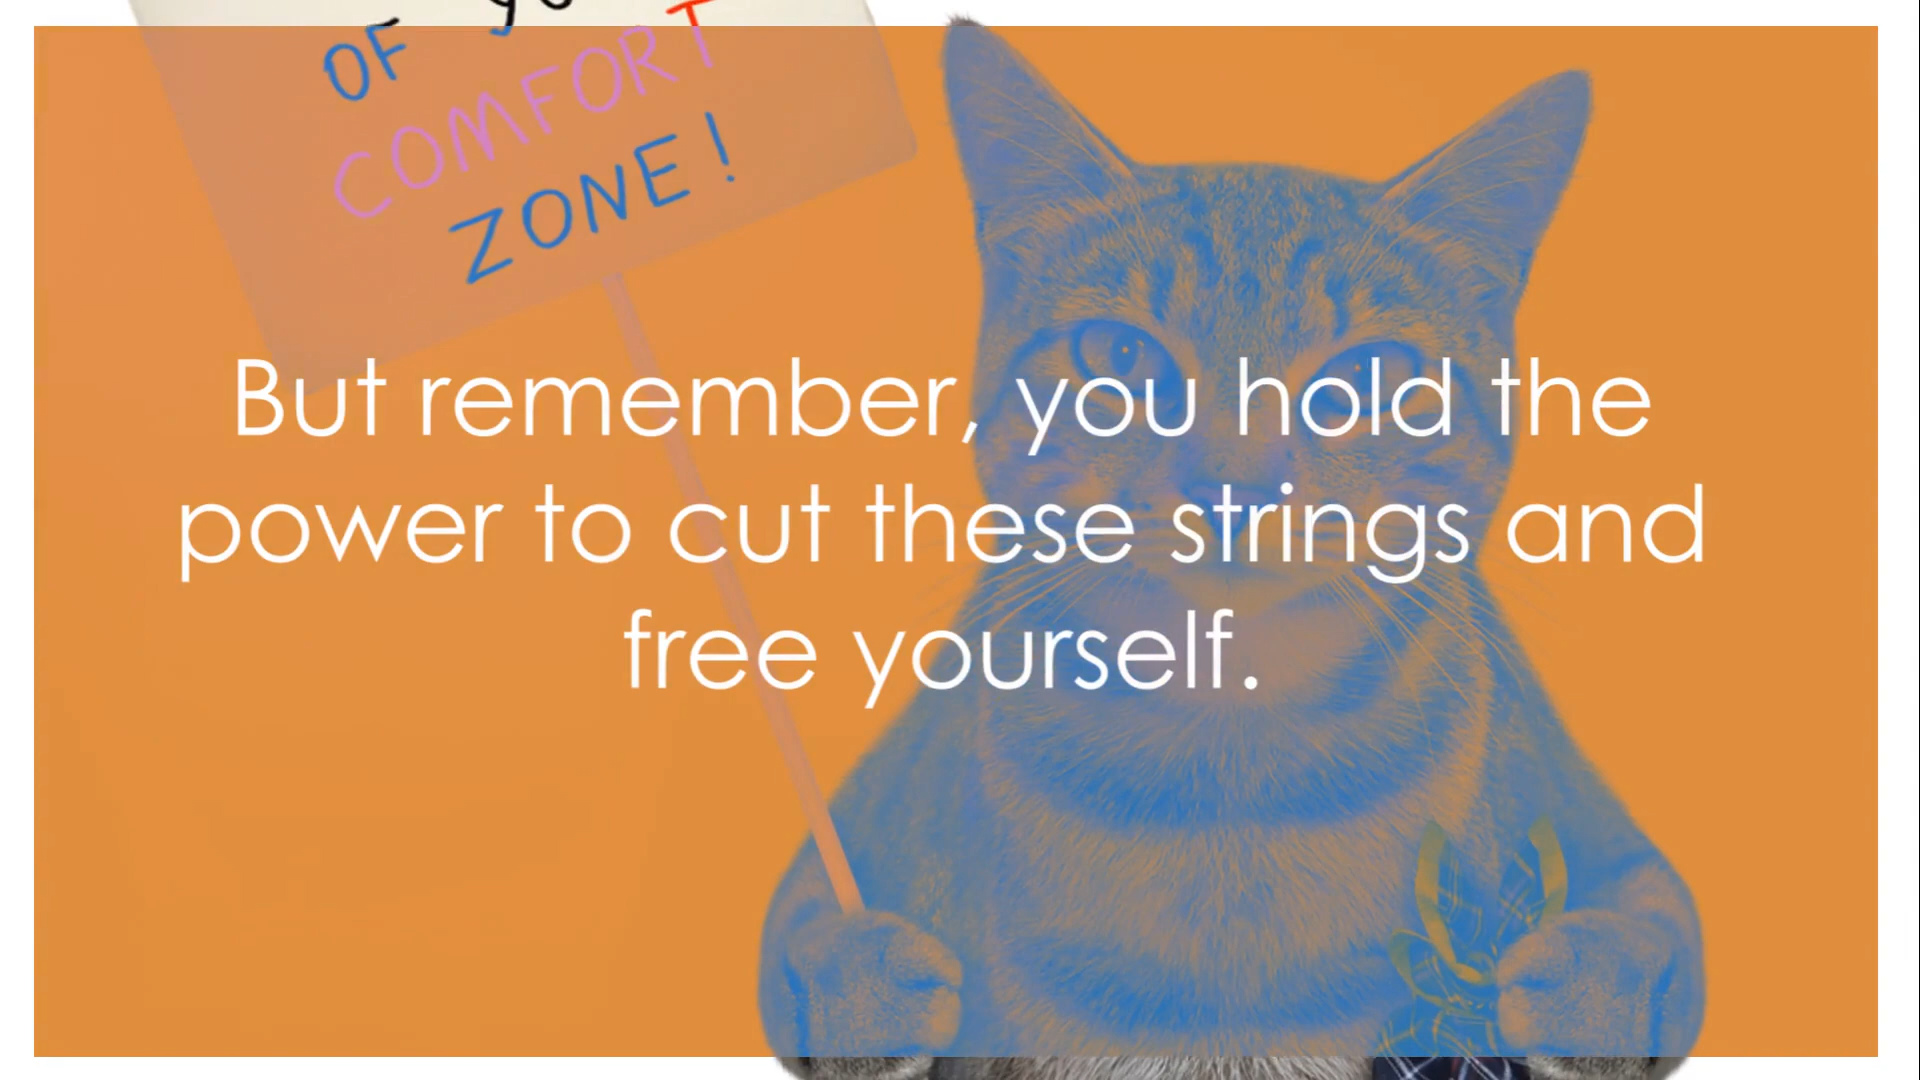 OF
COMFORT
ZONE!
But remember, you hold the
power to cut these strings and
free yourself.